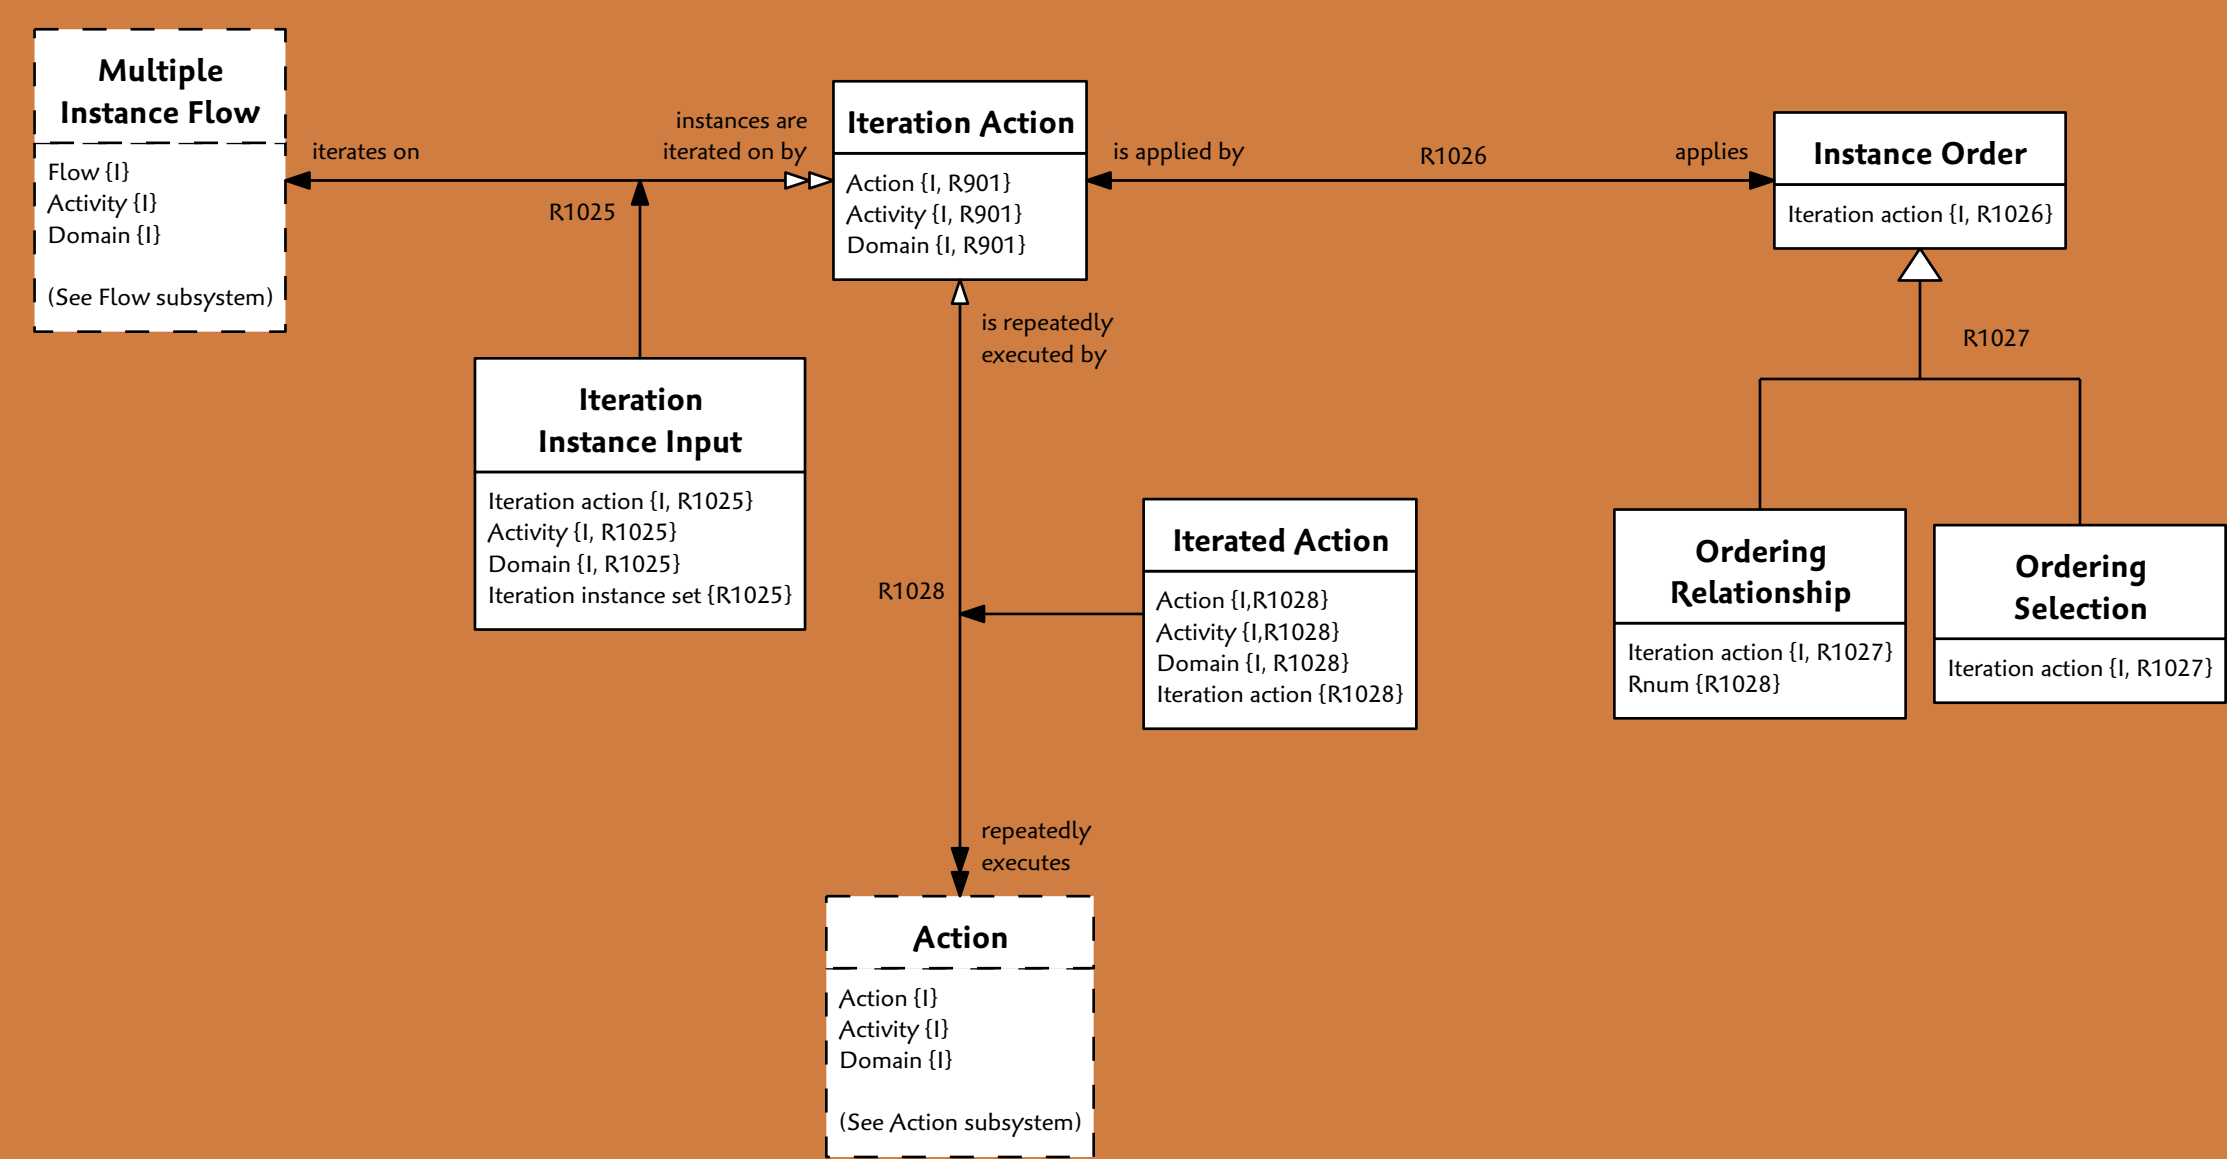 Multiple
Instance Flow
Flow {I}
Activity {I}
Domain {I}
(See Flow subsystem)
iterates on
instances are
iterated on by
R1025
Iteration Action
Action {I, R901}
Activity {I, R901}
Domain {I, R901}
is applied by
R1026
applies
Instance Order
Iteration action {I, R1026}
is repeatedly
executed by
R1027
Iteration
Instance Input
Iteration action {I, R1025}
Activity {I, R1025}
Domain {I, R1025}
Iteration instance set {R1025}
R1028
Iterated Action
Action {I,R1028}
Activity {I,R1028}
Domain {I, R1028}
Iteration action {R1028}
Ordering
Relationship
Iteration action {I, R1027}
Rnum {R1028}
Ordering
Selection
Iteration action {I, R1027}
repeatedly
executes
Action
Action {I}
Activity {I}
Domain {I}
(See Action subsystem)